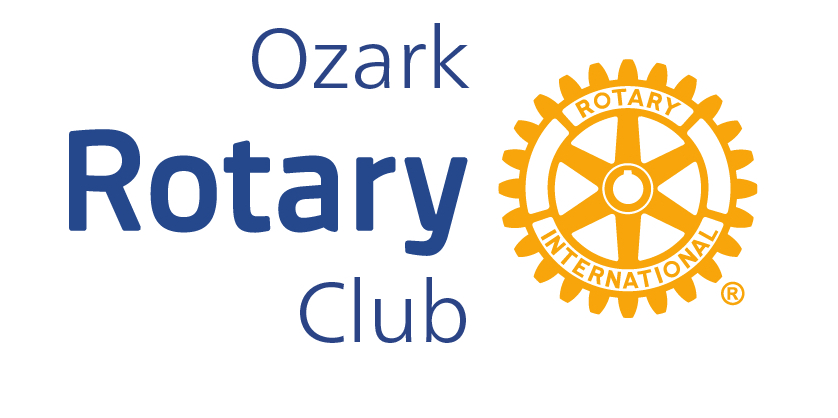 Ozark
Rotary
Club
ROTARY
INTERNATIONAL
®